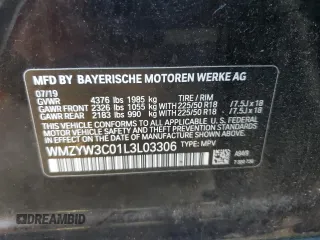 MFD BY BAYERISCHE MOTOREN WERKE AG
07/19 TIRE / RIM
GVWR 4376 lbs 1985 kg
GAWR FRONT 2326 lbs 1055 kg 225/50 R18 /7.5J x 18
GAWR REAR 2183 lbs 990 kg 225/50 R18 /7.5J x 18
THIS VEHICLE CONFORMS TO ALL APPLICABLE FEDERAL MOTOR VEHICLE
SAFETY, BUMPER, AND THEFT PREVENTION STANDARDS IN
EFFECT ON THE DATE OF MANUFACTURE SHOWN ABOVE.
WMZYW3C01L3L03306 MPV
DREAMBID